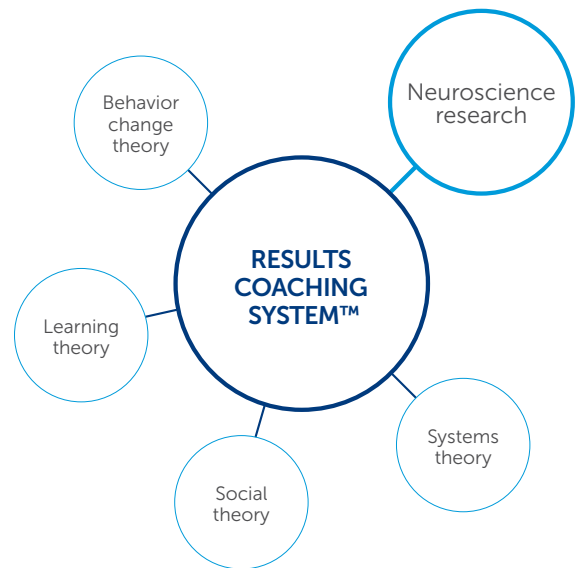 Neuroscience
research
Behavior
change
theory
RESULTS
COACHING
SYSTEM™
Learning
theory
Systems
theory
Social
theory